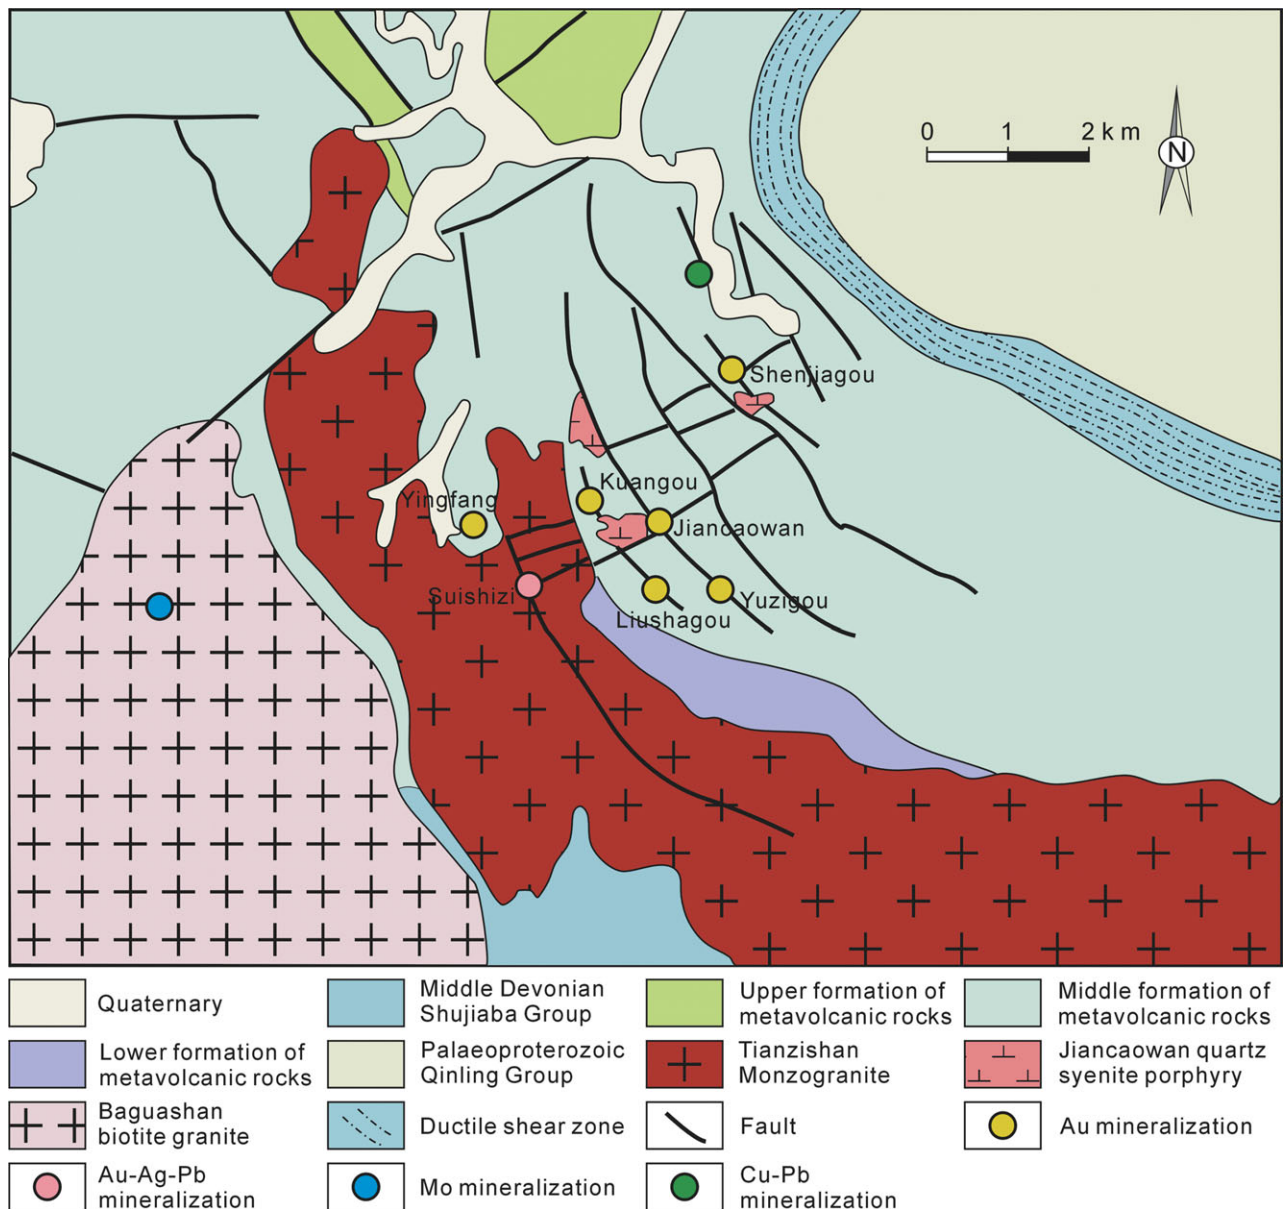 0 1 2 km
N
Shenjiagou
Kuangou
Yingfang
Jiancaowan
Suishizi
Yuzigou
Liushagou
Quaternary
Middle Devonian
Shujiaba Group
Upper formation of
metavolcanic rocks
Middle formation of
metavolcanic rocks
Lower formation of
metavolcanic rocks
Palaeoproterozoic
Qinling Group
Tianzishan
Monzogranite
Jiancaowan quartz
syenite porphyry
Baguashan
biotite granite
Ductile shear zone
Fault
Au mineralization
Au-Ag-Pb
mineralization
Mo mineralization
Cu-Pb
mineralization